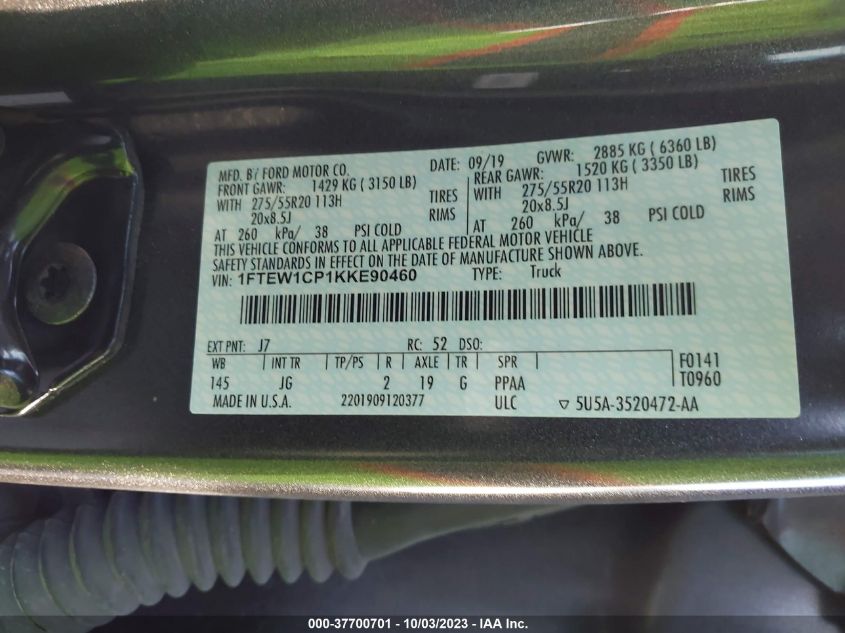 MFD. BY FORD MOTOR CO. DATE: 09/19 GVWR: 2885 KG ( 6360 LB)
FRONT GAWR: 1429 KG ( 3150 LB) REAR GAWR: 1520 KG ( 3350 LB)
WITH 275/55R20 113H TIRES WITH 275/55R20 113H TIRES
20x8.5J RIMS 20x8.5J RIMS
AT 260 kPa/ 38 PSI COLD AT 260 kPa/ 38 PSI COLD
THIS VEHICLE CONFORMS TO ALL APPLICABLE FEDERAL MOTOR VEHICLE
SAFETY STANDARDS IN EFFECT ON THE DATE OF MANUFACTURE SHOWN ABOVE.
VIN: 1FTEW1CP1KKE90460 TYPE: Truck
EXT PNT: J7 RC: 52 DSO:
WB INT TR TP/PS R AXLE TR SPR F0141
145 JG 2 19 G PPAA T0960
MADE IN U.S.A. 2201909120377 ULC ▽ 5U5A-3520472-AA
000-37700701 - 10/03/2023 - IAA Inc.